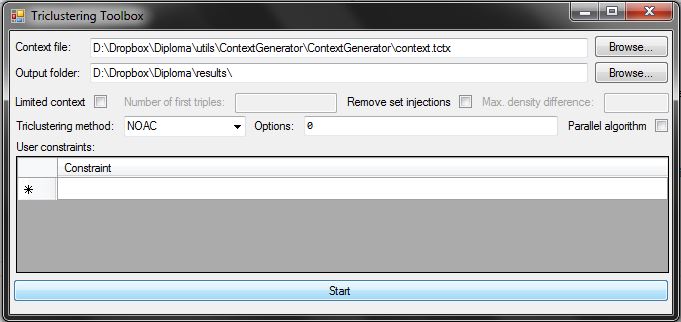 Triclustering Toolbox
Context file: D:\Dropbox\Diploma\utils\ContextGenerator\ContextGenerator\context.tctx Browse...
Output folder: D:\Dropbox\Diploma\results\ Browse...
Limited context Number of first triples: Remove set injections Max. density difference:
Triclustering method: NOAC Options: 0 Parallel algorithm
User constraints:
Constraint
Start